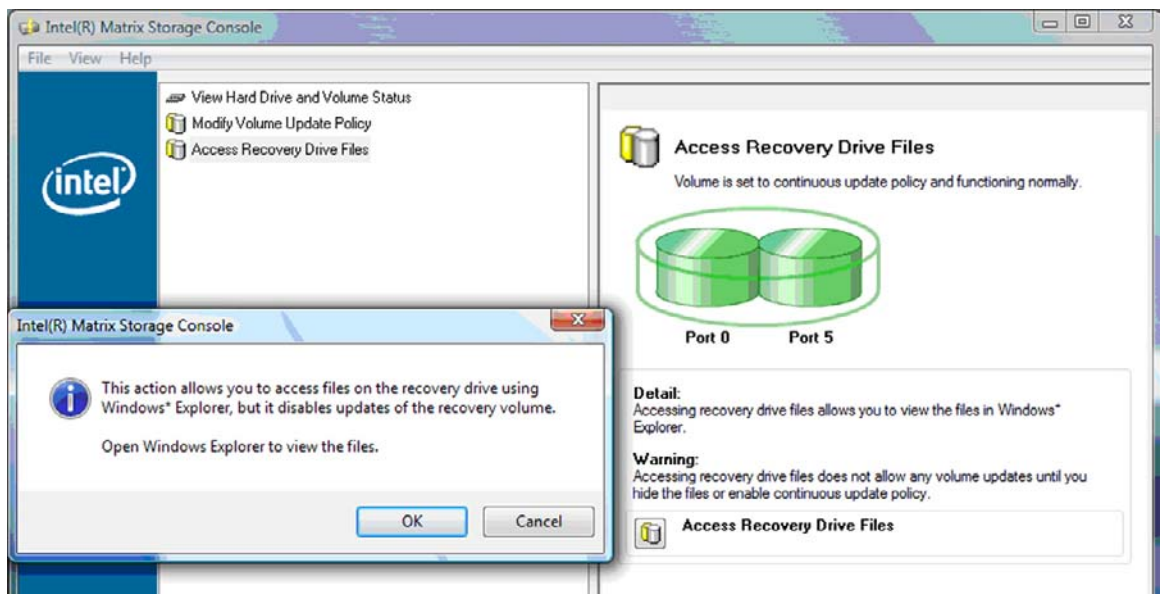 Intel(R) Matrix Storage Console
File View Help
View Hard Drive and Volume Status
Modify Volume Update Policy
Access Recovery Drive Files
intel
Access Recovery Drive Files
Volume is set to continuous update policy and functioning normally.
Port 0 Port 5
Intel(R) Matrix Storage Console
This action allows you to access files on the recovery drive using
Windows* Explorer, but it disables updates of the recovery volume.
Open Windows Explorer to view the files.
OK Cancel
Detail:
Accessing recovery drive files allows you to view the files in Windows*
Explorer.
Warning:
Accessing recovery drive files does not allow any volume updates until you
hide the files or enable continuous update policy.
Access Recovery Drive Files